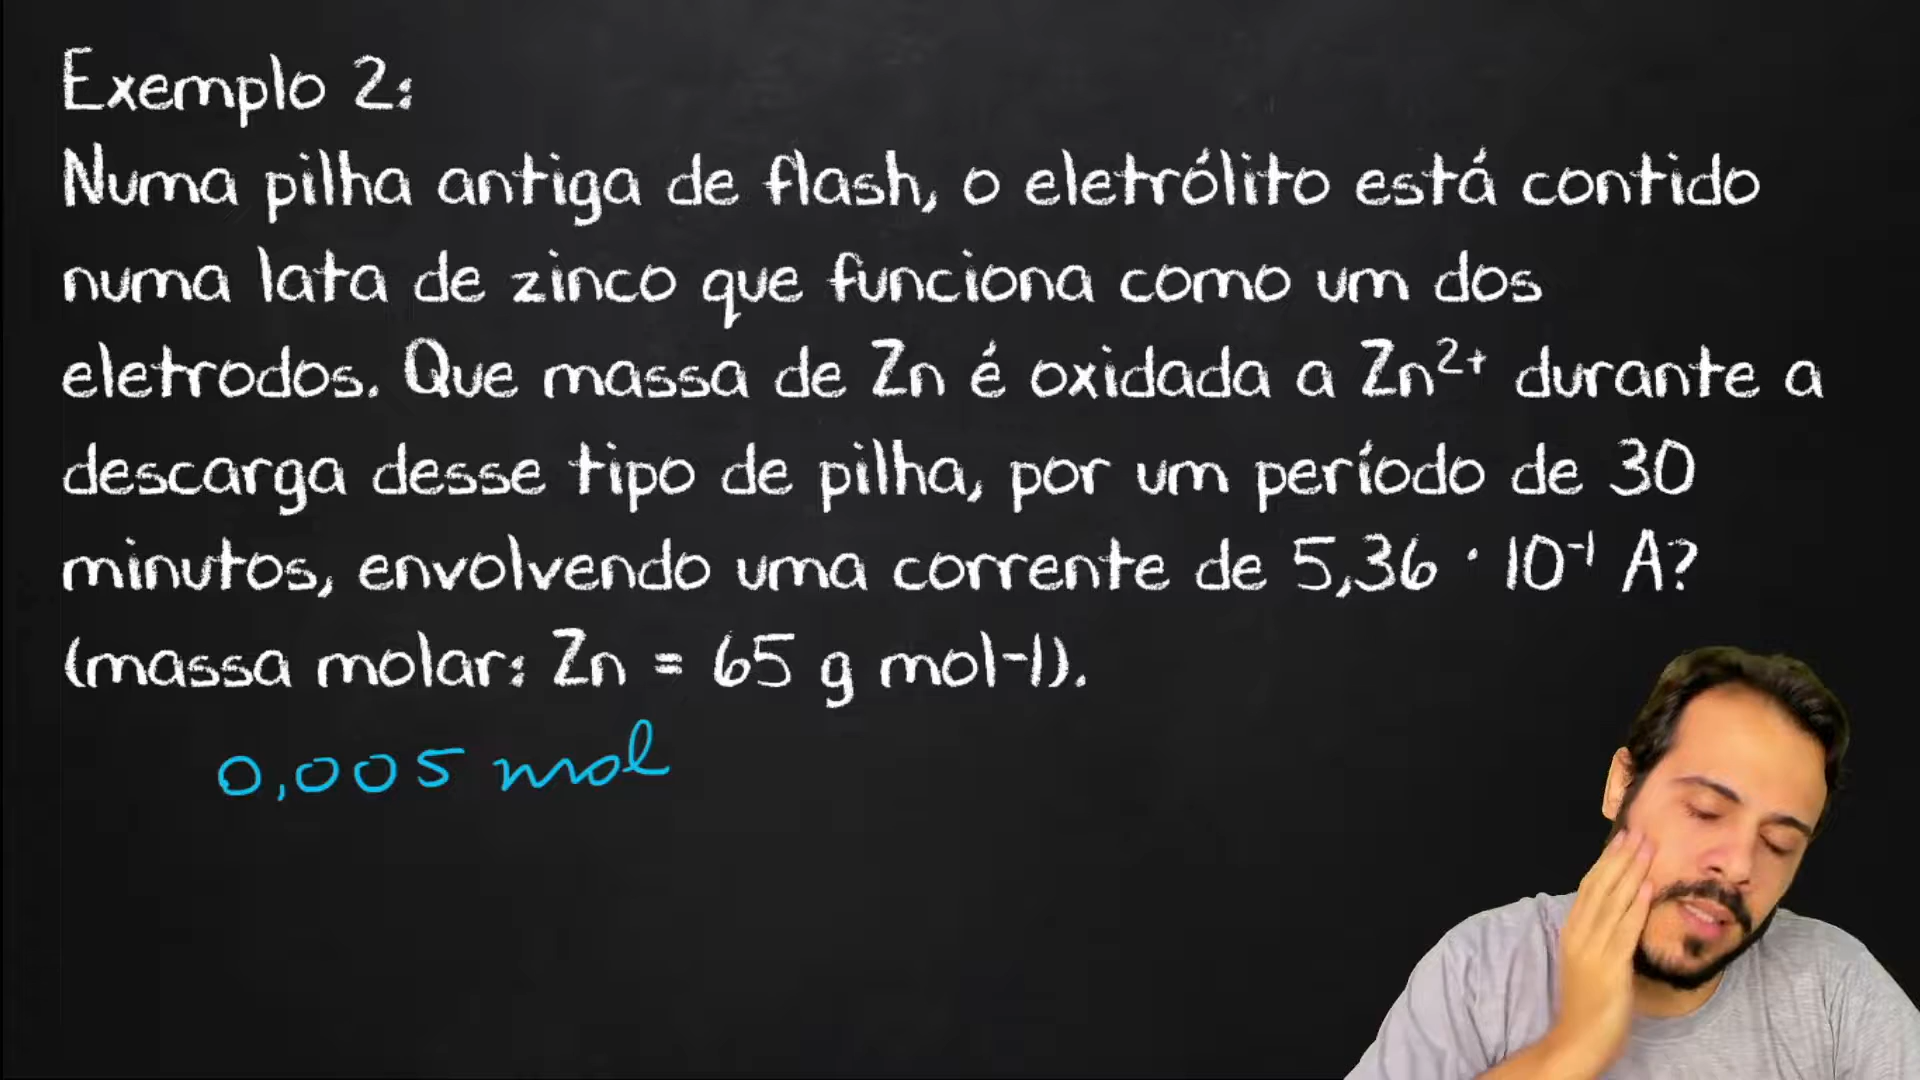 Exemplo 2:
Numa pilha antiga de flash, o eletrólito está contido
numa lata de zinco que funciona como um dos
eletrodos. Que massa de Zn é oxidada a Zn²⁺ durante a
descarga desse tipo de pilha, por um período de 30
minutos, envolvendo uma corrente de 5,36 · 10⁻¹ A?
(massa molar: Zn = 65 g mol-1).
0,005 mol